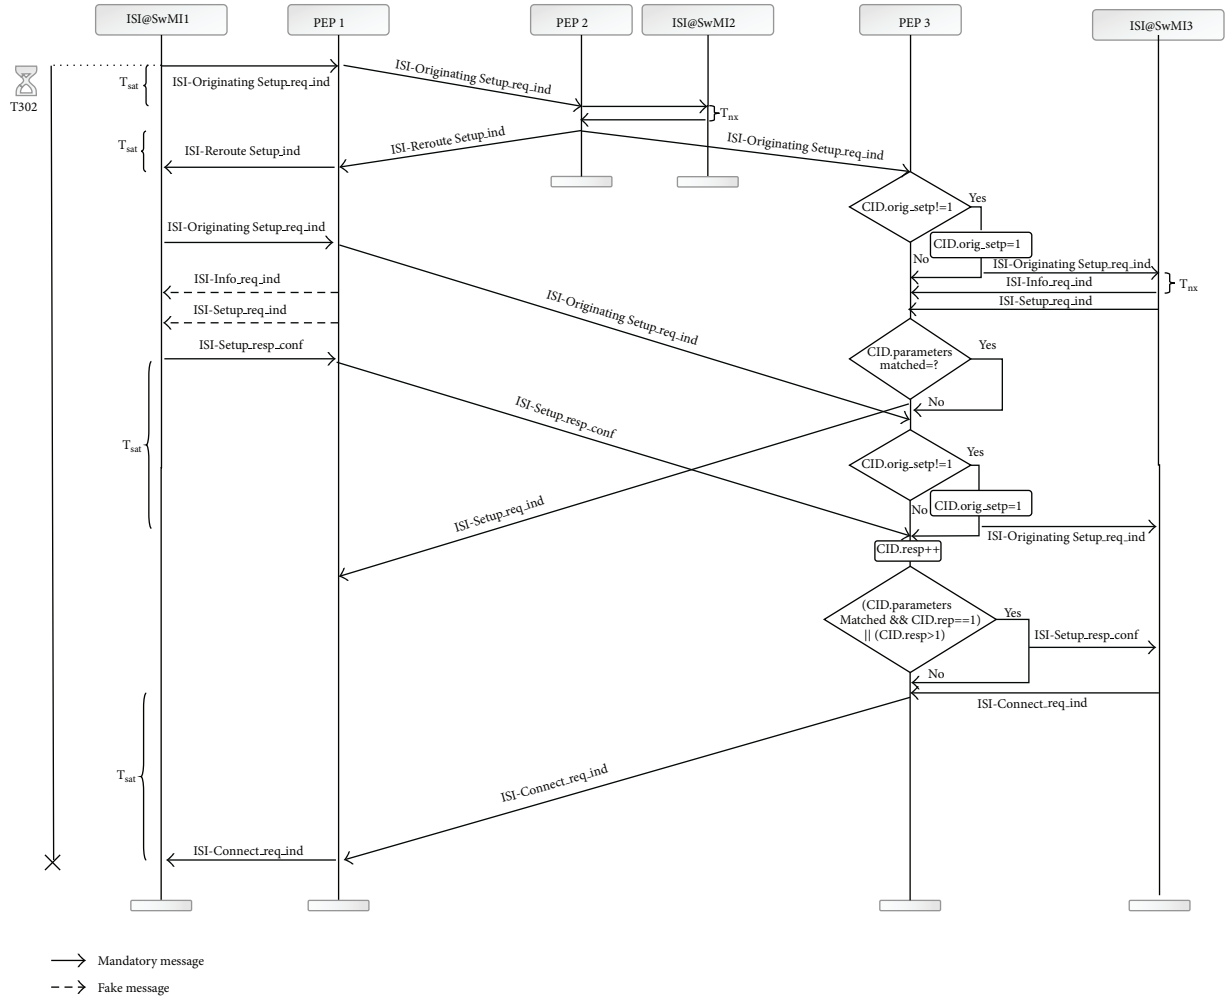 ISI@SwMI1
PEP 1
PEP 2
ISI@SwMI2
PEP 3
ISI@SwMI3
T302
Tsat
ISI-Originating Setup_req_ind
ISI-Originating Setup_req_ind
Tnx
Tsat
ISI-Reroute Setup_ind
ISI-Reroute Setup_ind
ISI-Originating Setup_req_ind
CID.orig_setp!=1
Yes
CID.orig_setp=1
No
ISI-Originating Setup_req_ind
ISI-Originating Setup_req_ind
ISI-Info_req_ind
ISI-Info_req_ind
Tnx
ISI-Setup_req_ind
ISI-Setup_req_ind
ISI-Originating Setup_req_ind
ISI-Setup_resp_conf
CID.parameters
matched=?
Yes
No
Tsat
ISI-Setup_resp_conf
CID.orig_setp!=1
Yes
CID.orig_setp=1
No
ISI-Setup_req_ind
ISI-Originating Setup_req_ind
CID.resp++
(CID.parameters
Matched && CID.rep==1)
|| (CID.resp>1)
Yes
ISI-Setup_resp_conf
No
ISI-Connect_req_ind
Tsat
ISI-Connect_req_ind
ISI-Connect_req_ind
Mandatory message
Fake message